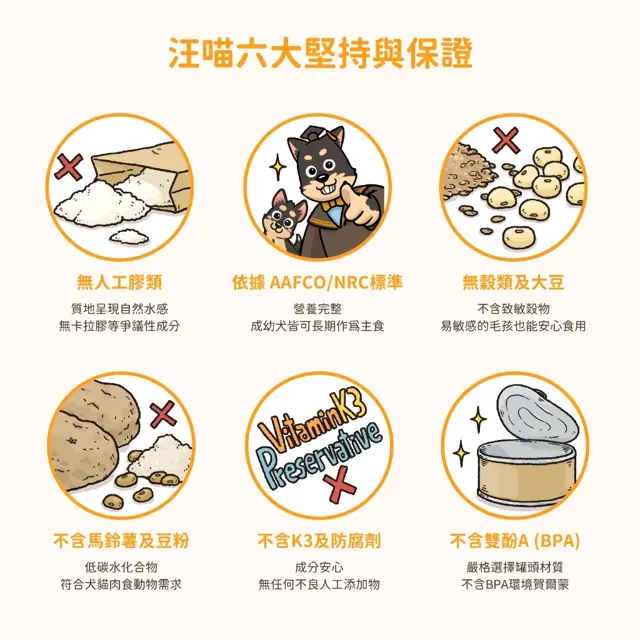 汪喵六大堅持與保證
無人工膠類
質地呈現自然水感
無卡拉膠等爭議性成分
依據 AAFCO/NRC標準
營養完整
成幼犬皆可長期作為主食
無穀類及大豆
不含致敏穀物
易敏感的毛孩也能安心食用
VitaminK3
Preservative
不含馬鈴薯及豆粉
低碳水化合物
符合犬貓肉食動物需求
不含K3及防腐劑
成分安心
無任何不良人工添加物
不含雙酚A (BPA)
嚴格選擇罐頭材質
不含BPA環境賀爾蒙